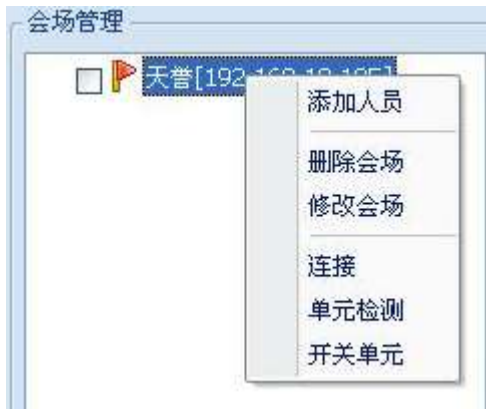 会场管理
天誉[192
添加人员
删除会场
修改会场
连接
单元检测
开关单元